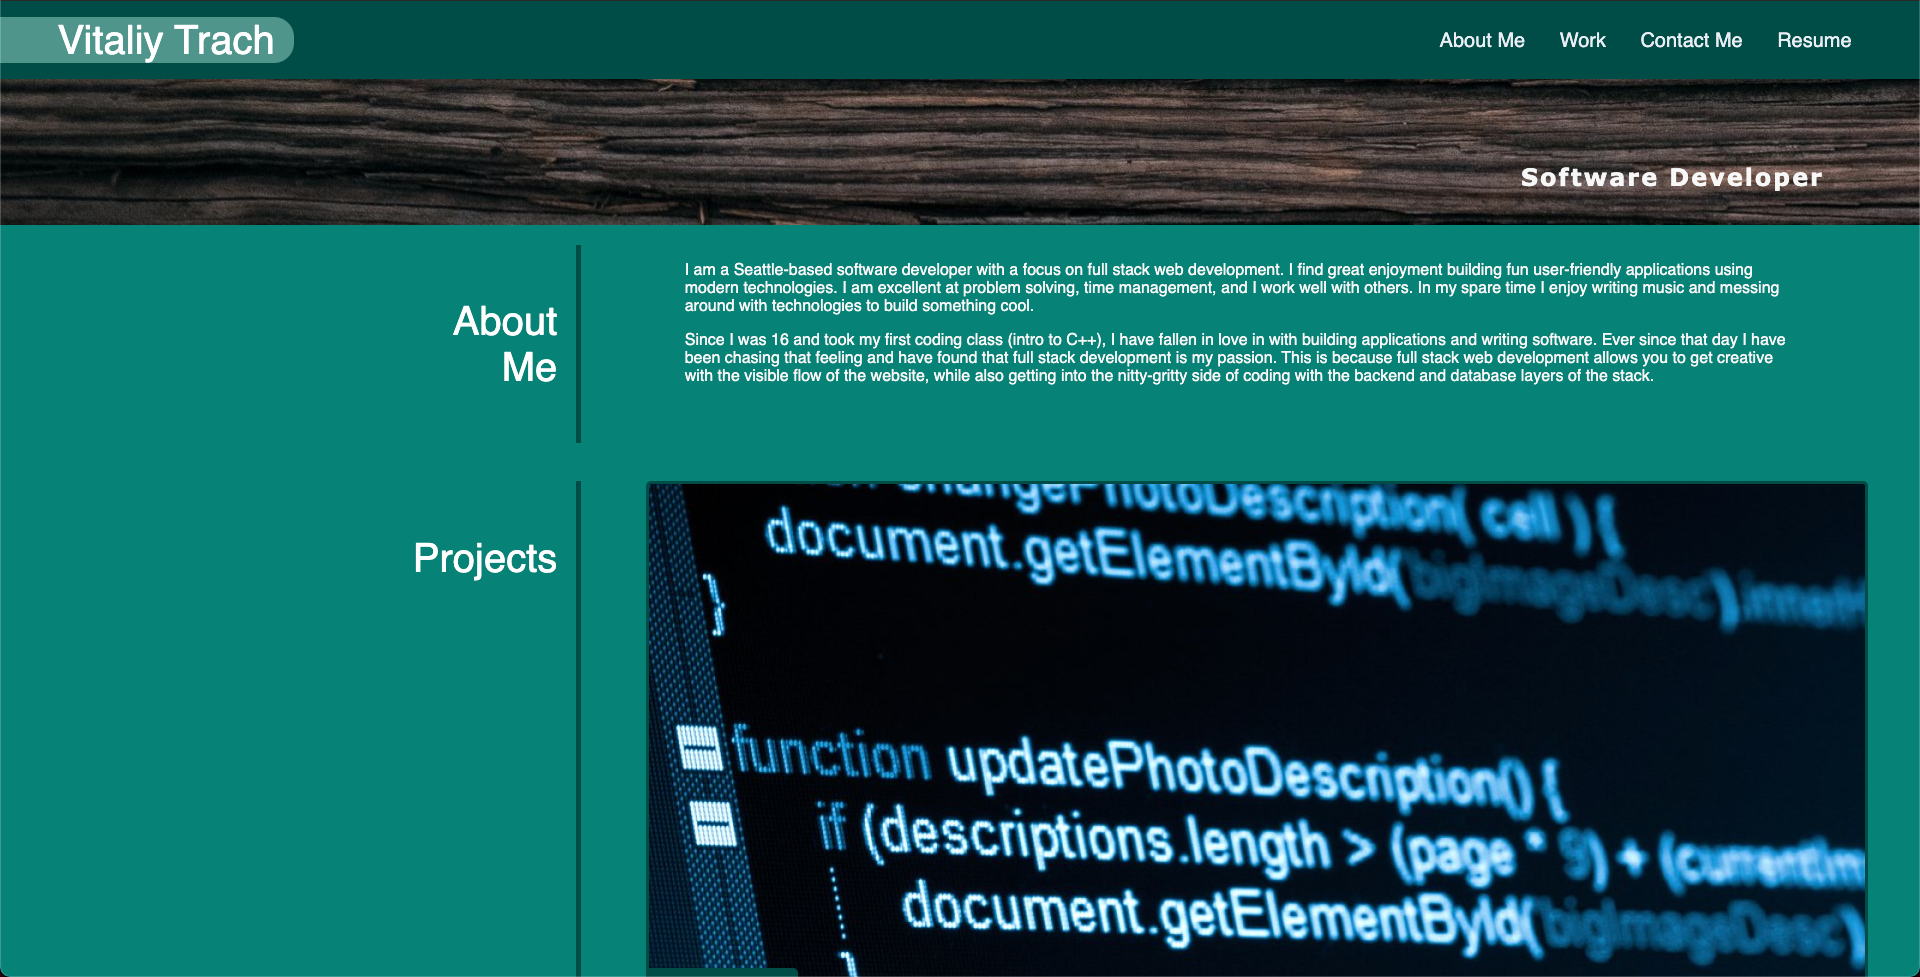 Vitaliy Trach
About Me
Work
Contact Me
Resume
Software Developer
About
Me
I am a Seattle-based software developer with a focus on full stack web development. I find great enjoyment building fun user-friendly applications using
modern technologies. I am excellent at problem solving, time management, and I work well with others. In my spare time I enjoy writing music and messing
around with technologies to build something cool.
Since I was 16 and took my first coding class (intro to C++), I have fallen in love in with building applications and writing software. Ever since that day I have
been chasing that feeling and have found that full stack development is my passion. This is because full stack web development allows you to get creative
with the visible flow of the website, while also getting into the nitty-gritty side of coding with the backend and database layers of the stack.
Projects
changePhotoDescription( cell ) {
document.getElementById('bigImageDesc')
}
function updatePhotoDescription() {
if (descriptions.length > (page * 9) + (
document.getElementById('bigImageDesc')
}